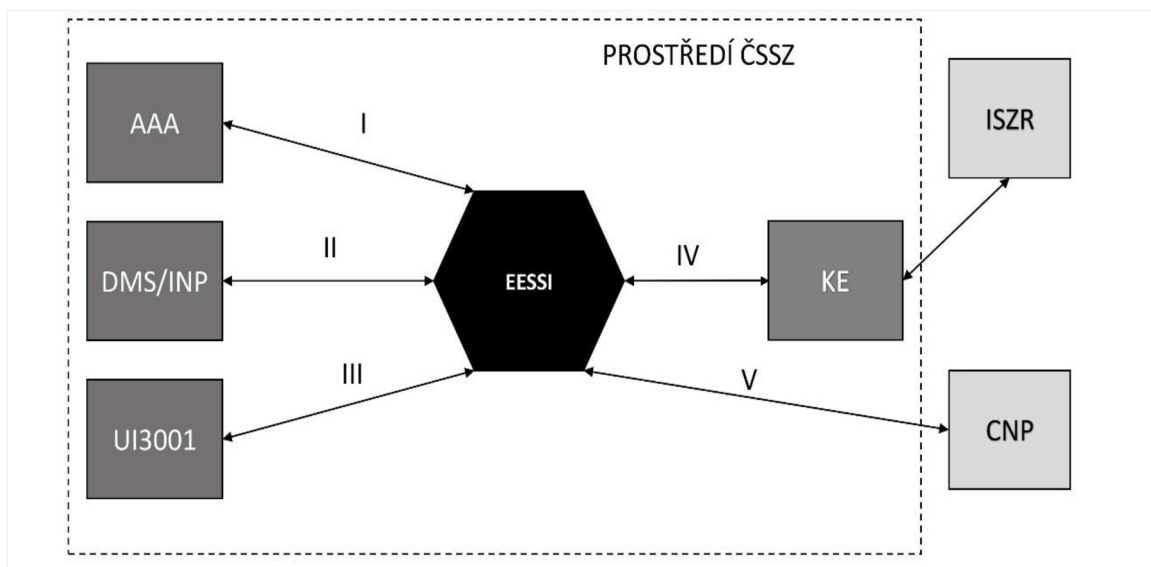 PROSTŘEDÍ ČSSZ
AAA
I
ISZR
DMS/INP
II
EESSI
IV
KE
UI3001
III
V
CNP